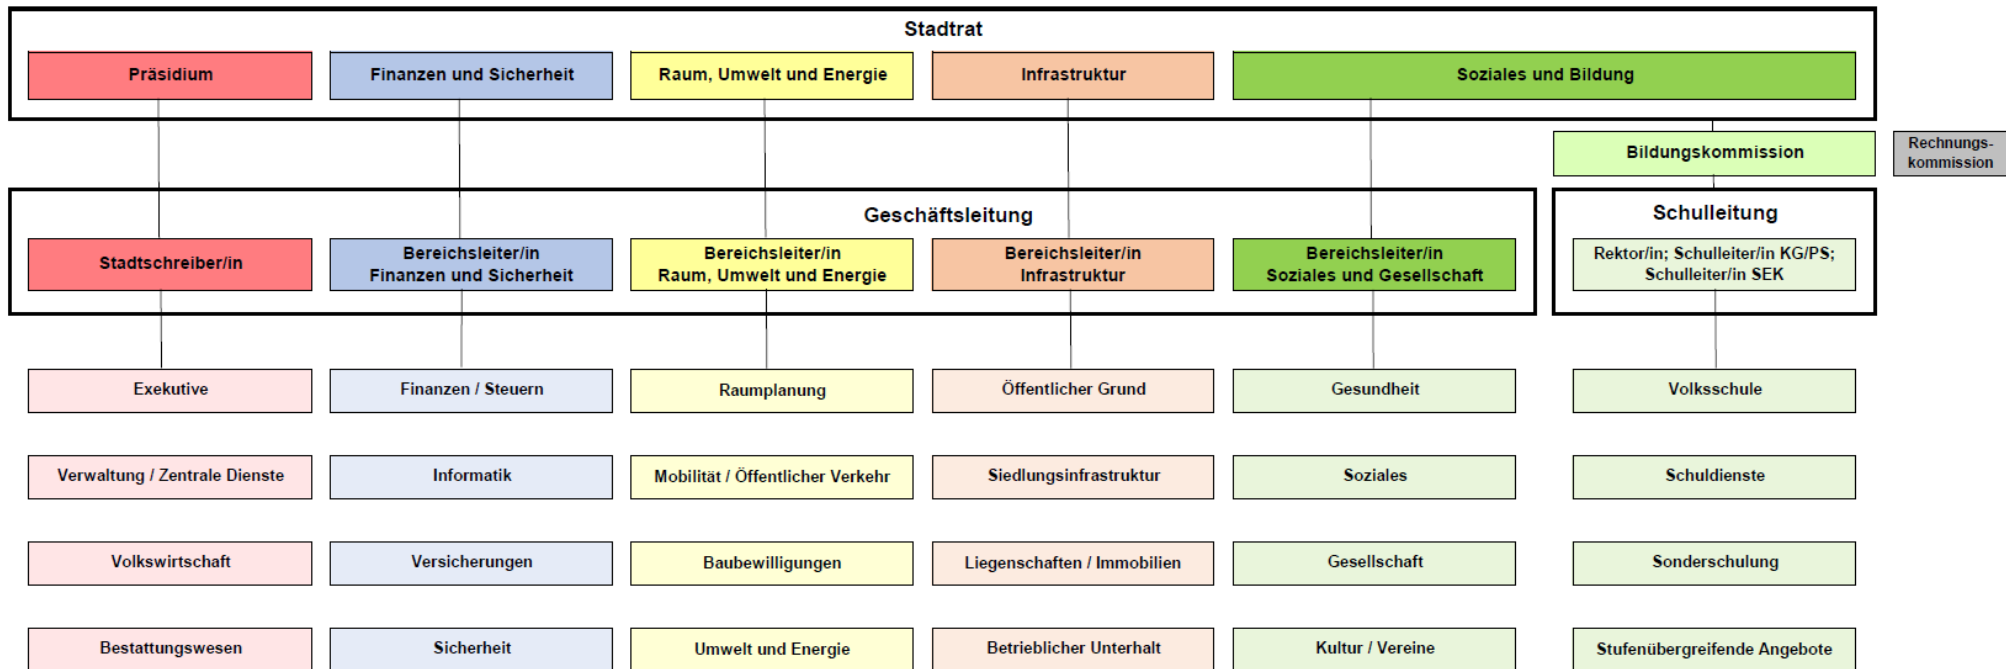 Stadtrat
Präsidium
Finanzen und Sicherheit
Raum, Umwelt und Energie
Infrastruktur
Soziales und Bildung
Bildungskommission
Rechnungs-
kommission
Geschäftsleitung
Schulleitung
Stadtschreiber/in
Bereichsleiter/in
Finanzen und Sicherheit
Bereichsleiter/in
Raum, Umwelt und Energie
Bereichsleiter/in
Infrastruktur
Bereichsleiter/in
Soziales und Gesellschaft
Rektor/in; Schulleiter/in KG/PS;
Schulleiter/in SEK
Exekutive
Finanzen / Steuern
Raumplanung
Öffentlicher Grund
Gesundheit
Volksschule
Verwaltung / Zentrale Dienste
Informatik
Mobilität / Öffentlicher Verkehr
Siedlungsinfrastruktur
Soziales
Schuldienste
Volkswirtschaft
Versicherungen
Baubewilligungen
Liegenschaften / Immobilien
Gesellschaft
Sonderschulung
Bestattungswesen
Sicherheit
Umwelt und Energie
Betrieblicher Unterhalt
Kultur / Vereine
Stufenübergreifende Angebote